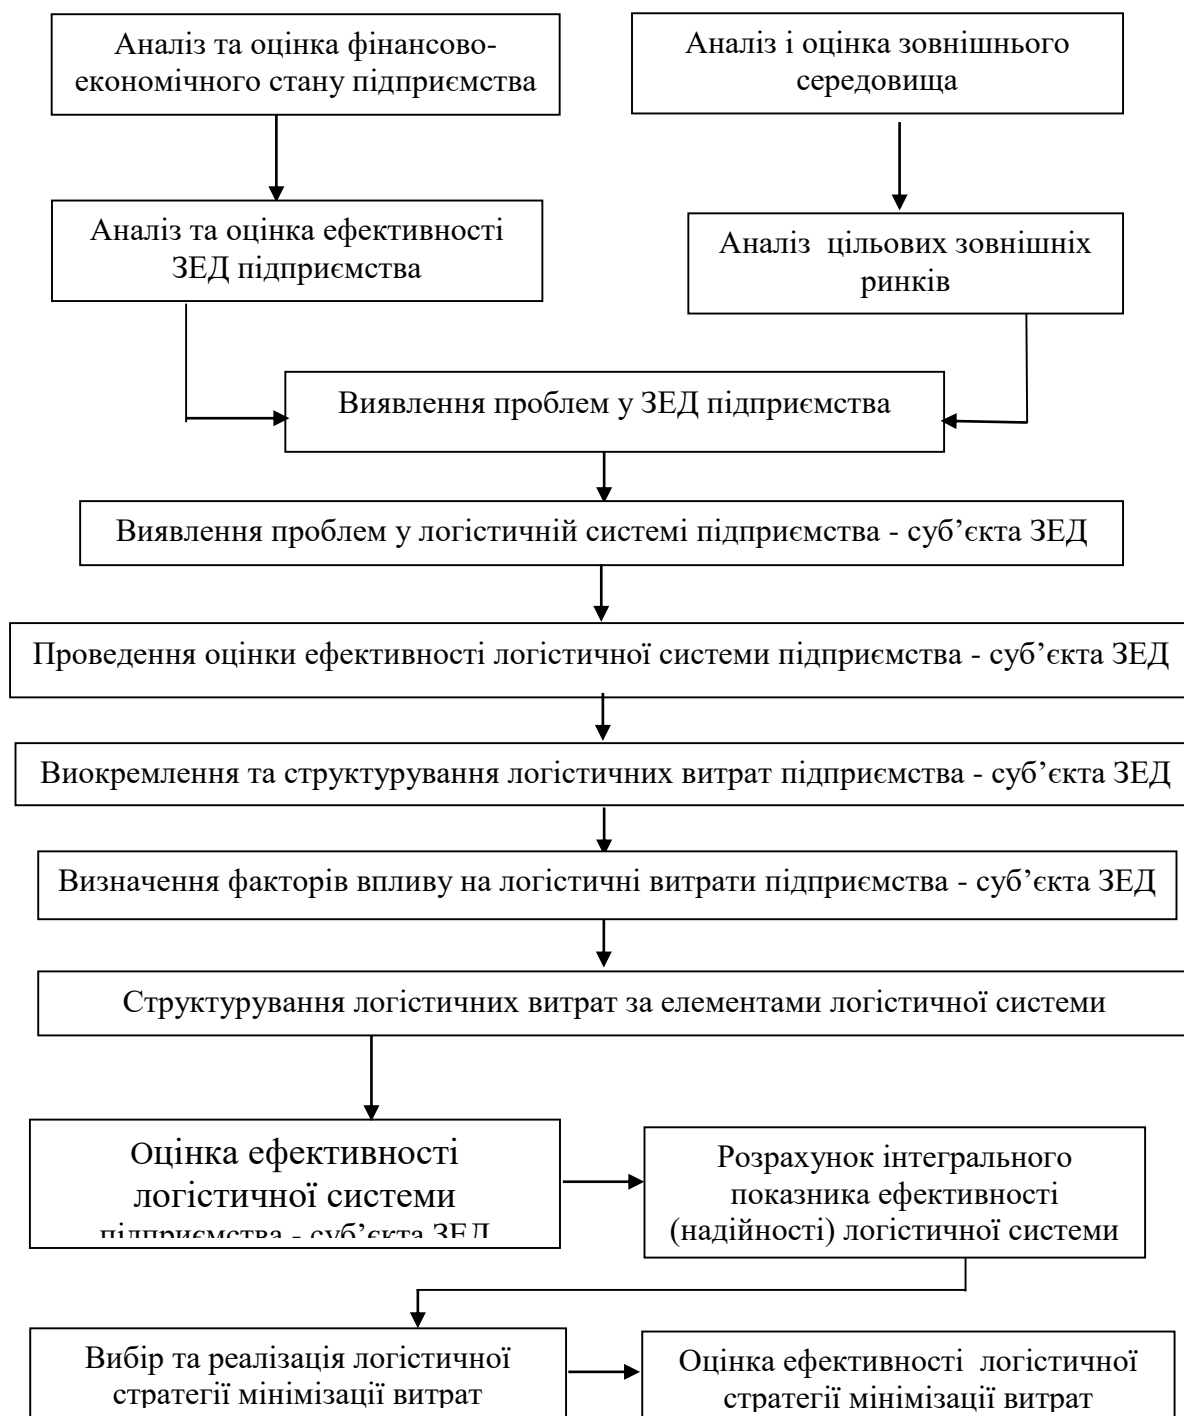 Аналіз та оцінка фінансово-
економічного стану підприємства
Аналіз і оцінка зовнішнього
середовища
Аналіз та оцінка ефективності
ЗЕД підприємства
Аналіз цільових зовнішніх
ринків
Виявлення проблем у ЗЕД підприємства
Виявлення проблем у логістичній системі підприємства - суб’єкта ЗЕД
Проведення оцінки ефективності логістичної системи підприємства - суб’єкта ЗЕД
Виокремлення та структурування логістичних витрат підприємства - суб’єкта ЗЕД
Визначення факторів впливу на логістичні витрати підприємства - суб’єкта ЗЕД
Структурування логістичних витрат за елементами логістичної системи
Оцінка ефективності
логістичної системи
підприємства - суб’єкта ЗЕД
Розрахунок інтегрального
показника ефективності
(надійності) логістичної системи
Вибір та реалізація логістичної
стратегії мінімізації витрат
Оцінка ефективності логістичної
стратегії мінімізації витрат